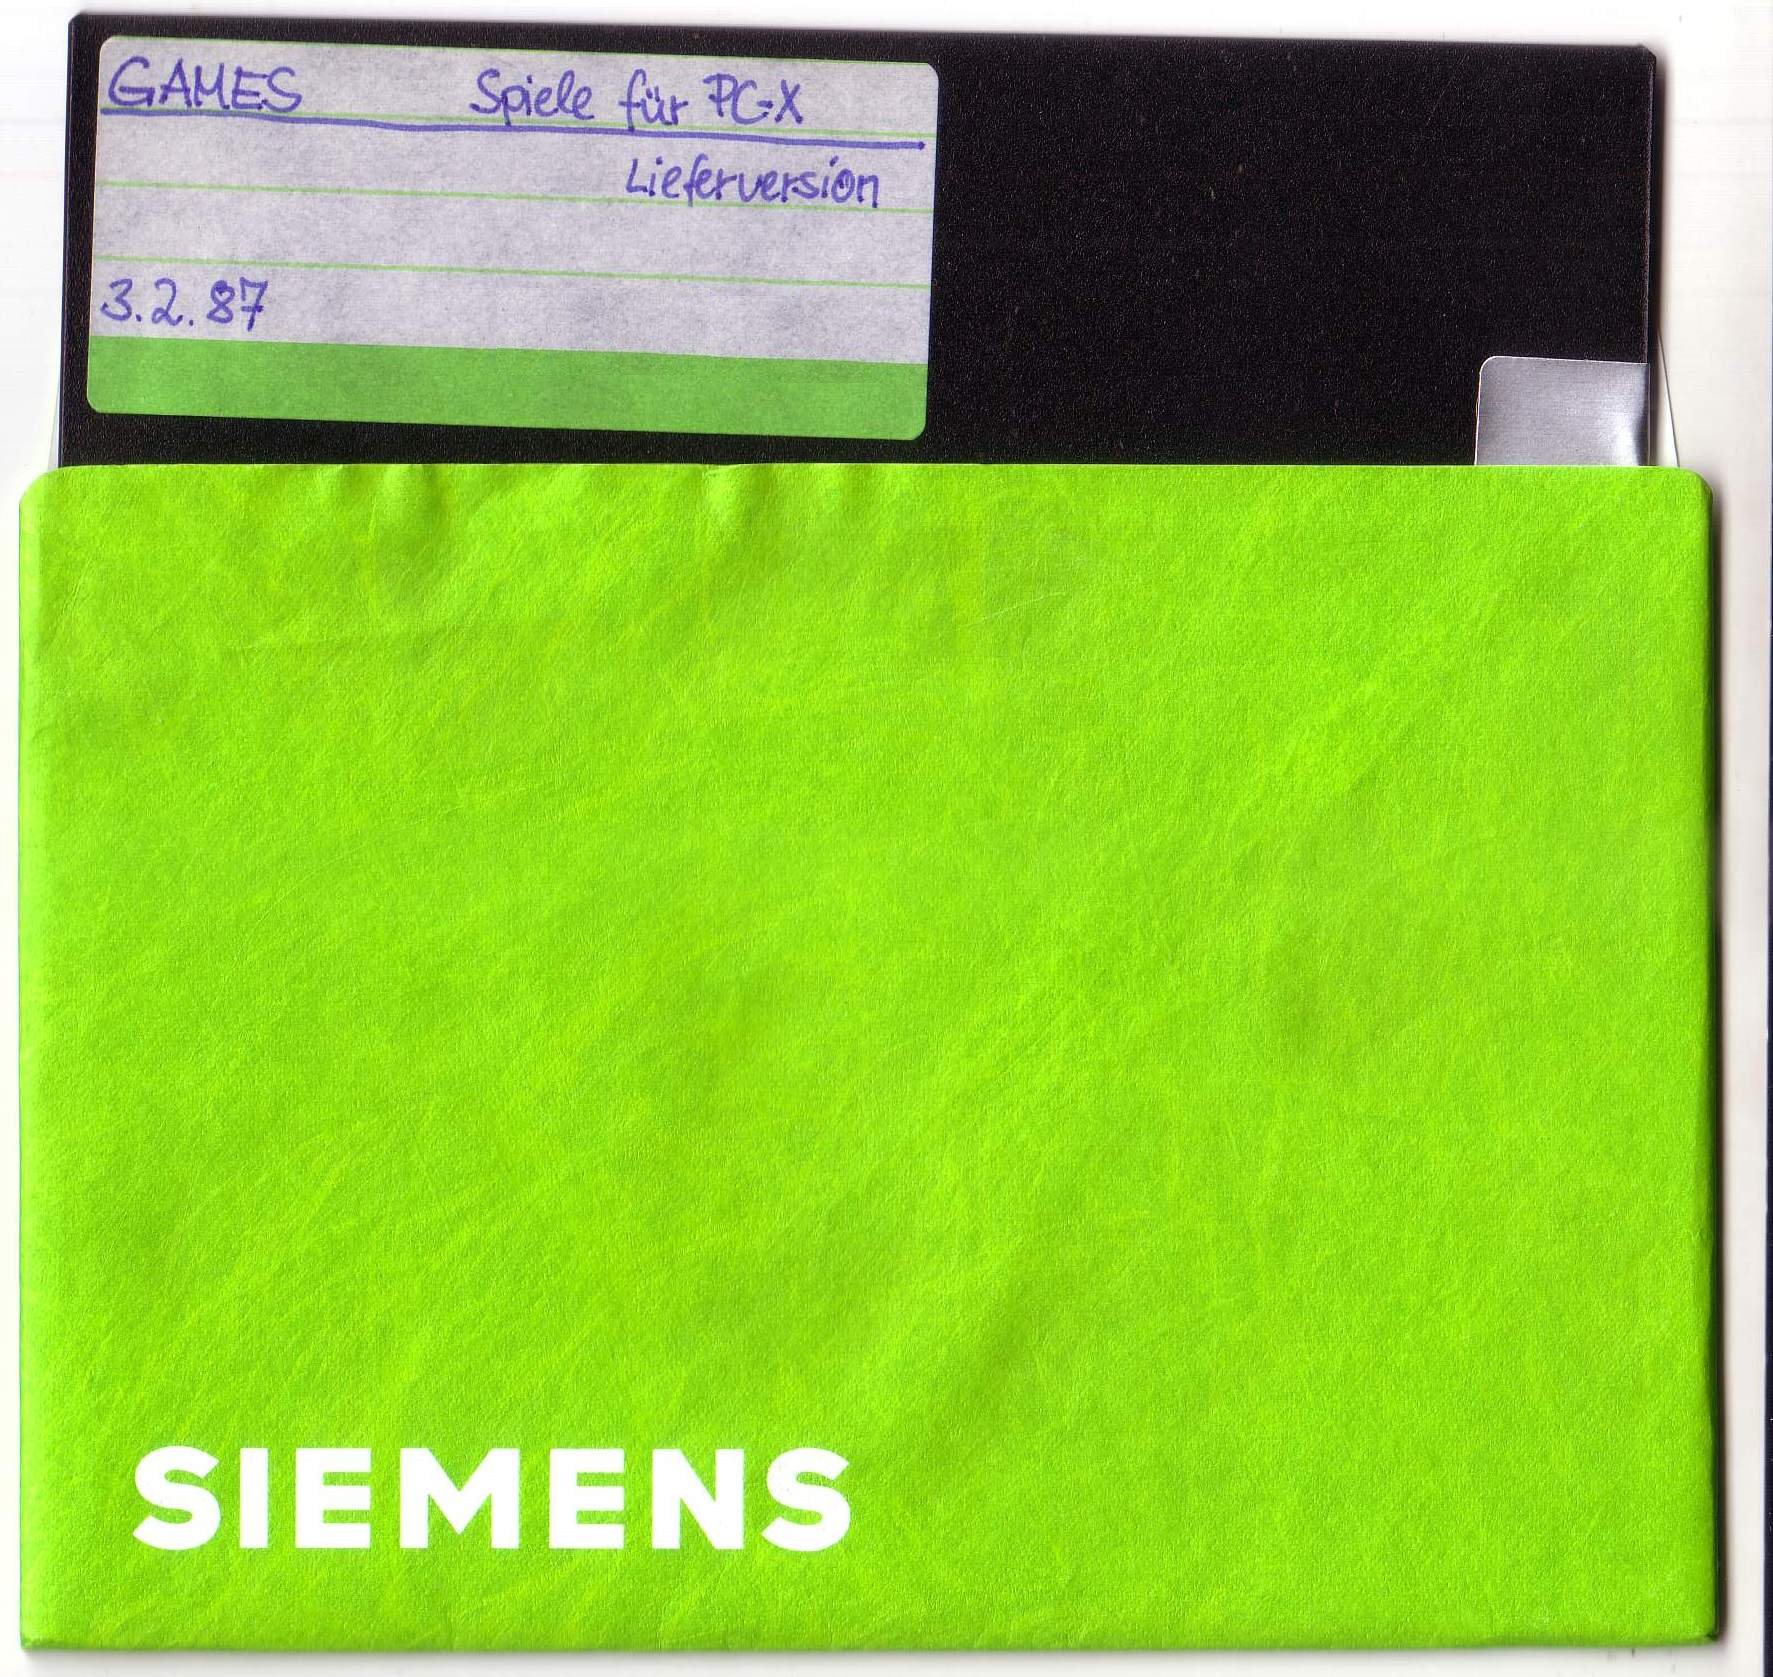 GAMES Spiele für PC-X
Lieferversion
3.2.87
SIEMENS